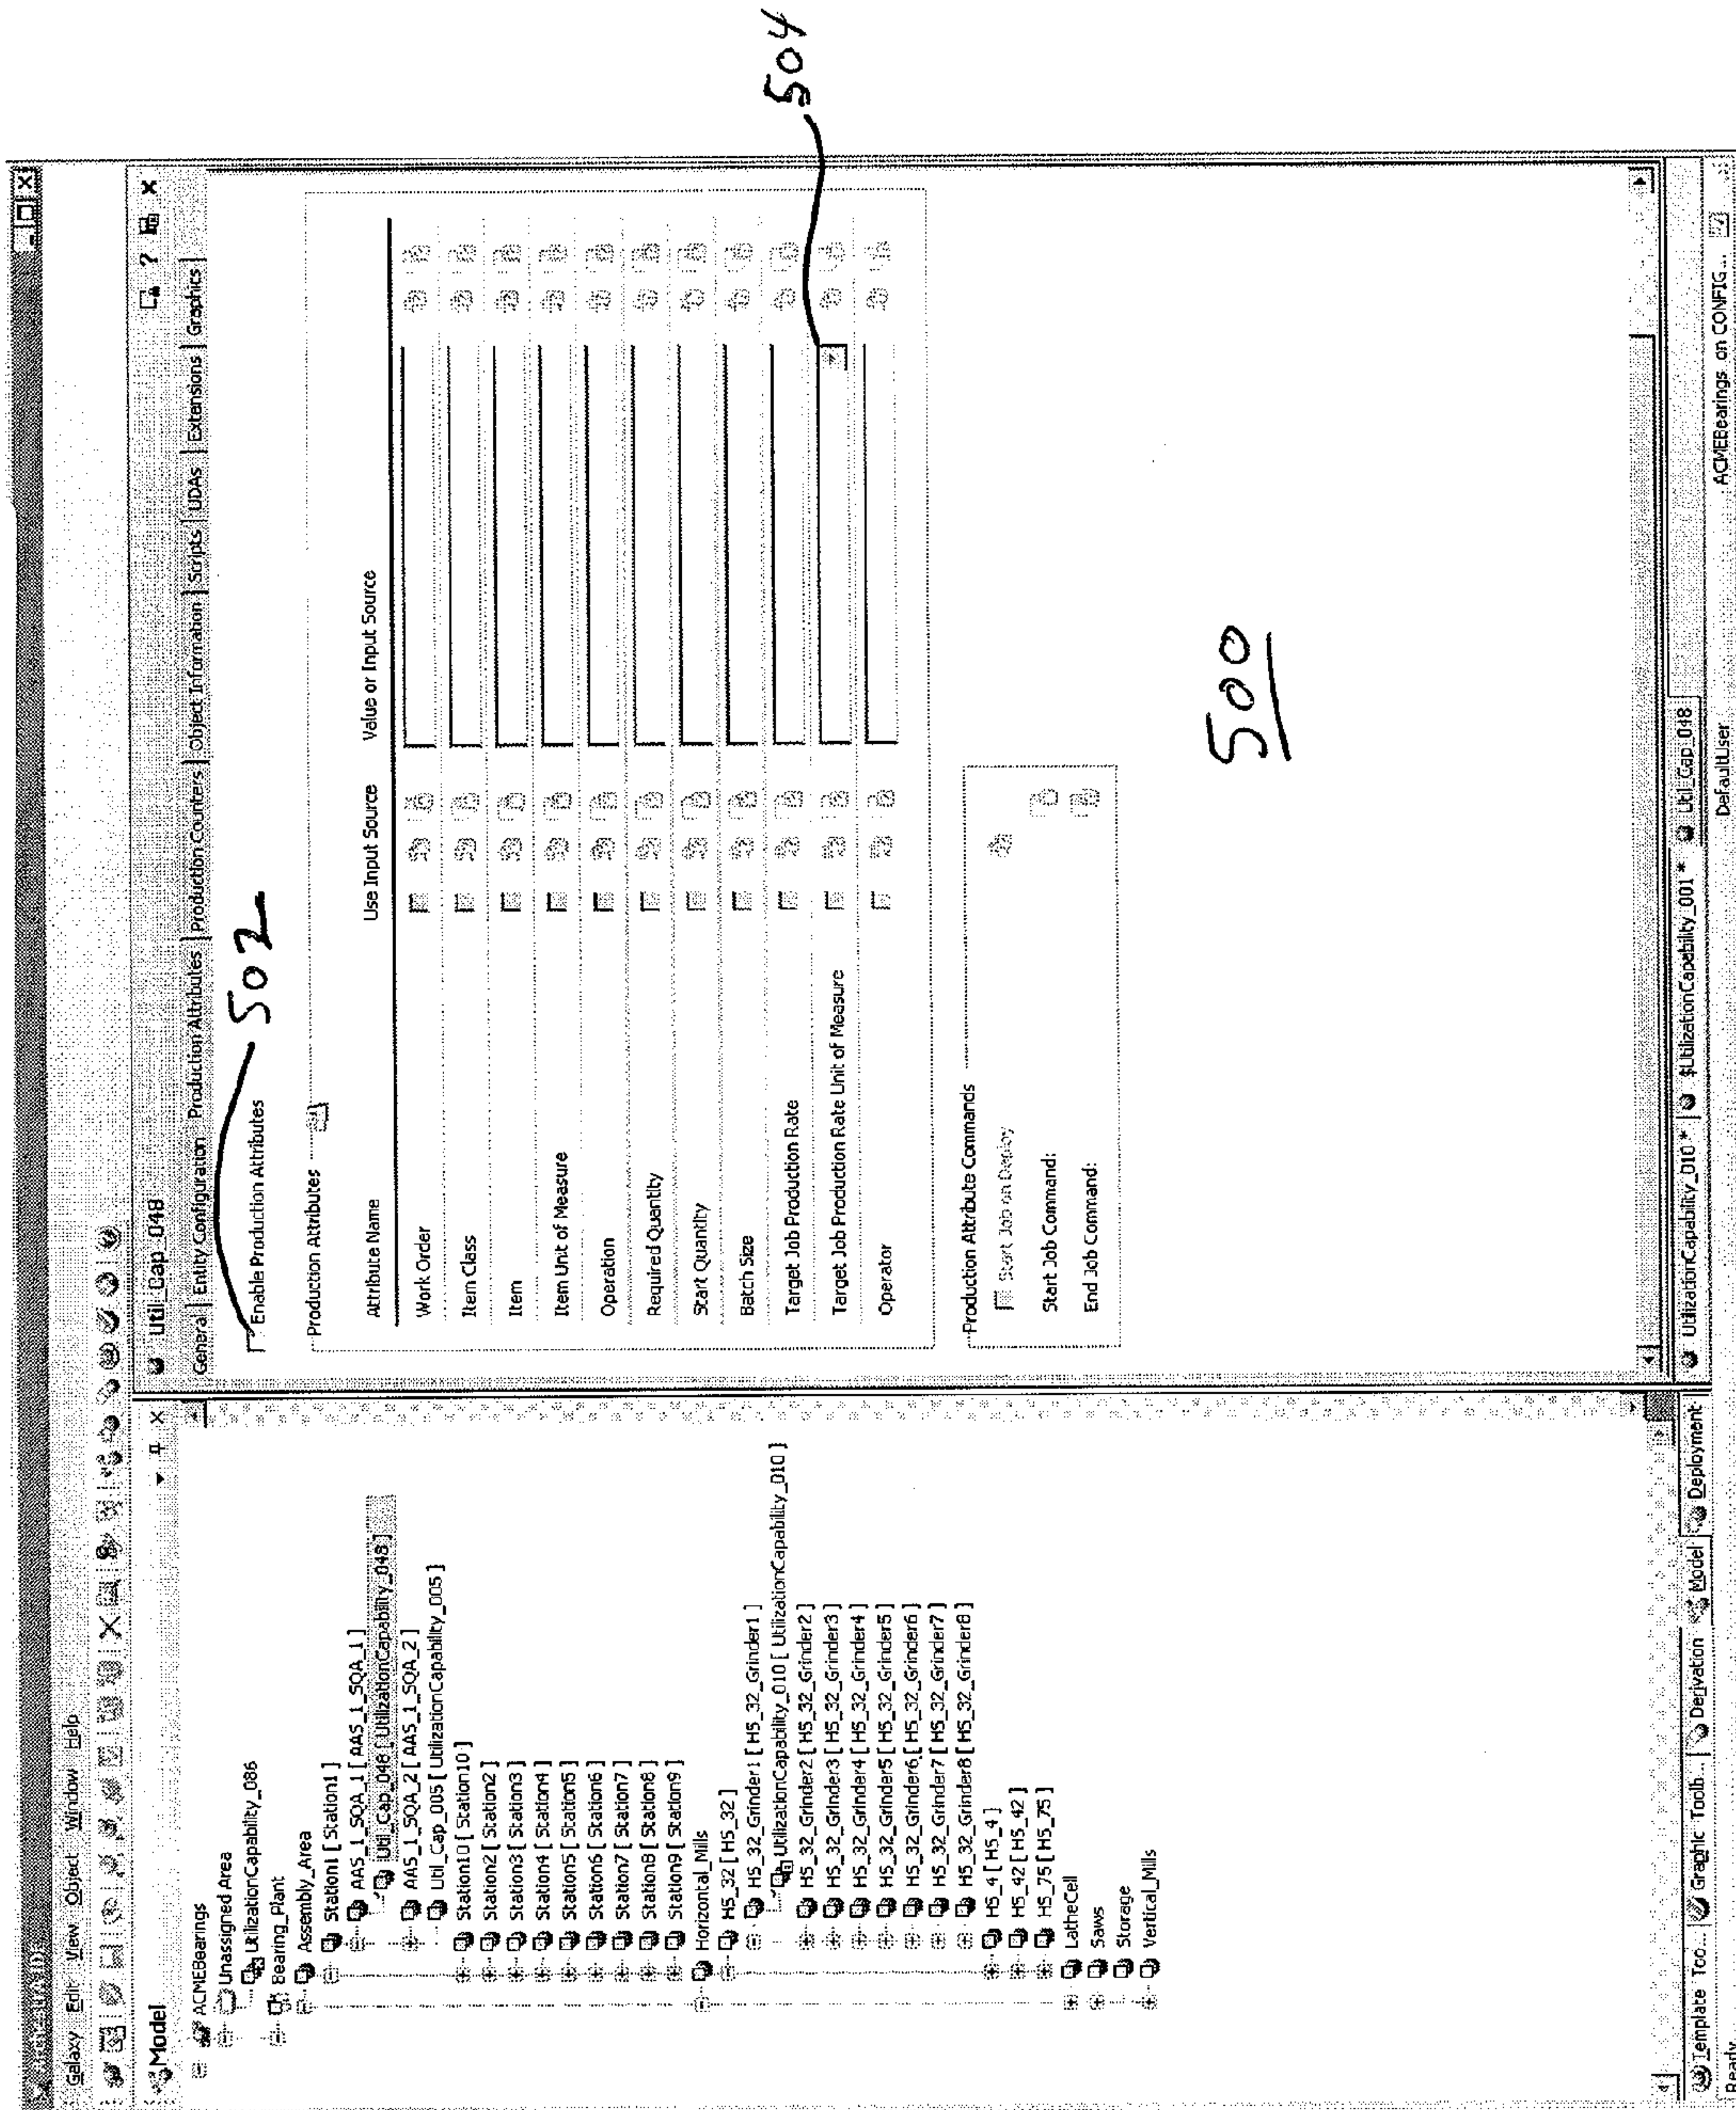 ArchestrA IDE
Galaxy Edit View Object Window Help
Model
ACMEBearings
Unassigned Area
UtilizationCapability_086
Bearing_Plant
Assembly_Area
Station1 [ Station1 ]
AAS_1_SQA_1 [ AAS_1_SQA_1 ]
Util_Cap_048 [ UtilizationCapability_048 ]
AAS_1_SQA_2 [ AAS_1_SQA_2 ]
Util_Cap_005 [ UtilizationCapability_005 ]
Station10 [ Station10 ]
Station2 [ Station2 ]
Station3 [ Station3 ]
Station4 [ Station4 ]
Station5 [ Station5 ]
Station6 [ Station6 ]
Station7 [ Station7 ]
Station8 [ Station8 ]
Station9 [ Station9 ]
Horizontal_Mills
HS_32 [ HS_32 ]
HS_32_Grinder1 [ HS_32_Grinder1 ]
UtilizationCapability_010 [ UtilizationCapability_010 ]
HS_32_Grinder2 [ HS_32_Grinder2 ]
HS_32_Grinder3 [ HS_32_Grinder3 ]
HS_32_Grinder4 [ HS_32_Grinder4 ]
HS_32_Grinder5 [ HS_32_Grinder5 ]
HS_32_Grinder6 [ HS_32_Grinder6 ]
HS_32_Grinder7 [ HS_32_Grinder7 ]
HS_32_Grinder8 [ HS_32_Grinder8 ]
HS_4 [ HS_4 ]
HS_42 [ HS_42 ]
HS_75 [ HS_75 ]
LatheCell
Saws
Storage
Vertical_Mills
Template Too... Graphic Toolb... Derivation Model Deployment
Util_Cap_048
General Entity Configuration Production Attributes Production Counters Object Information Scripts UDAs Extensions Graphics
502
Enable Production Attributes
Production Attributes
Attribute Name Use Input Source Value or Input Source
Work Order
Item Class
Item
Item Unit of Measure
Operation
Required Quantity
Start Quantity
Batch Size
Target Job Production Rate
Target Job Production Rate Unit of Measure
504
Operator
Production Attribute Commands
Start Job on Deploy
Start Job Command:
End Job Command:
500
UtilizationCapability_010 * $UtilizationCapability_001 * Util_Cap_048
Ready DefaultUser ACMEBearings on CONFIG ...